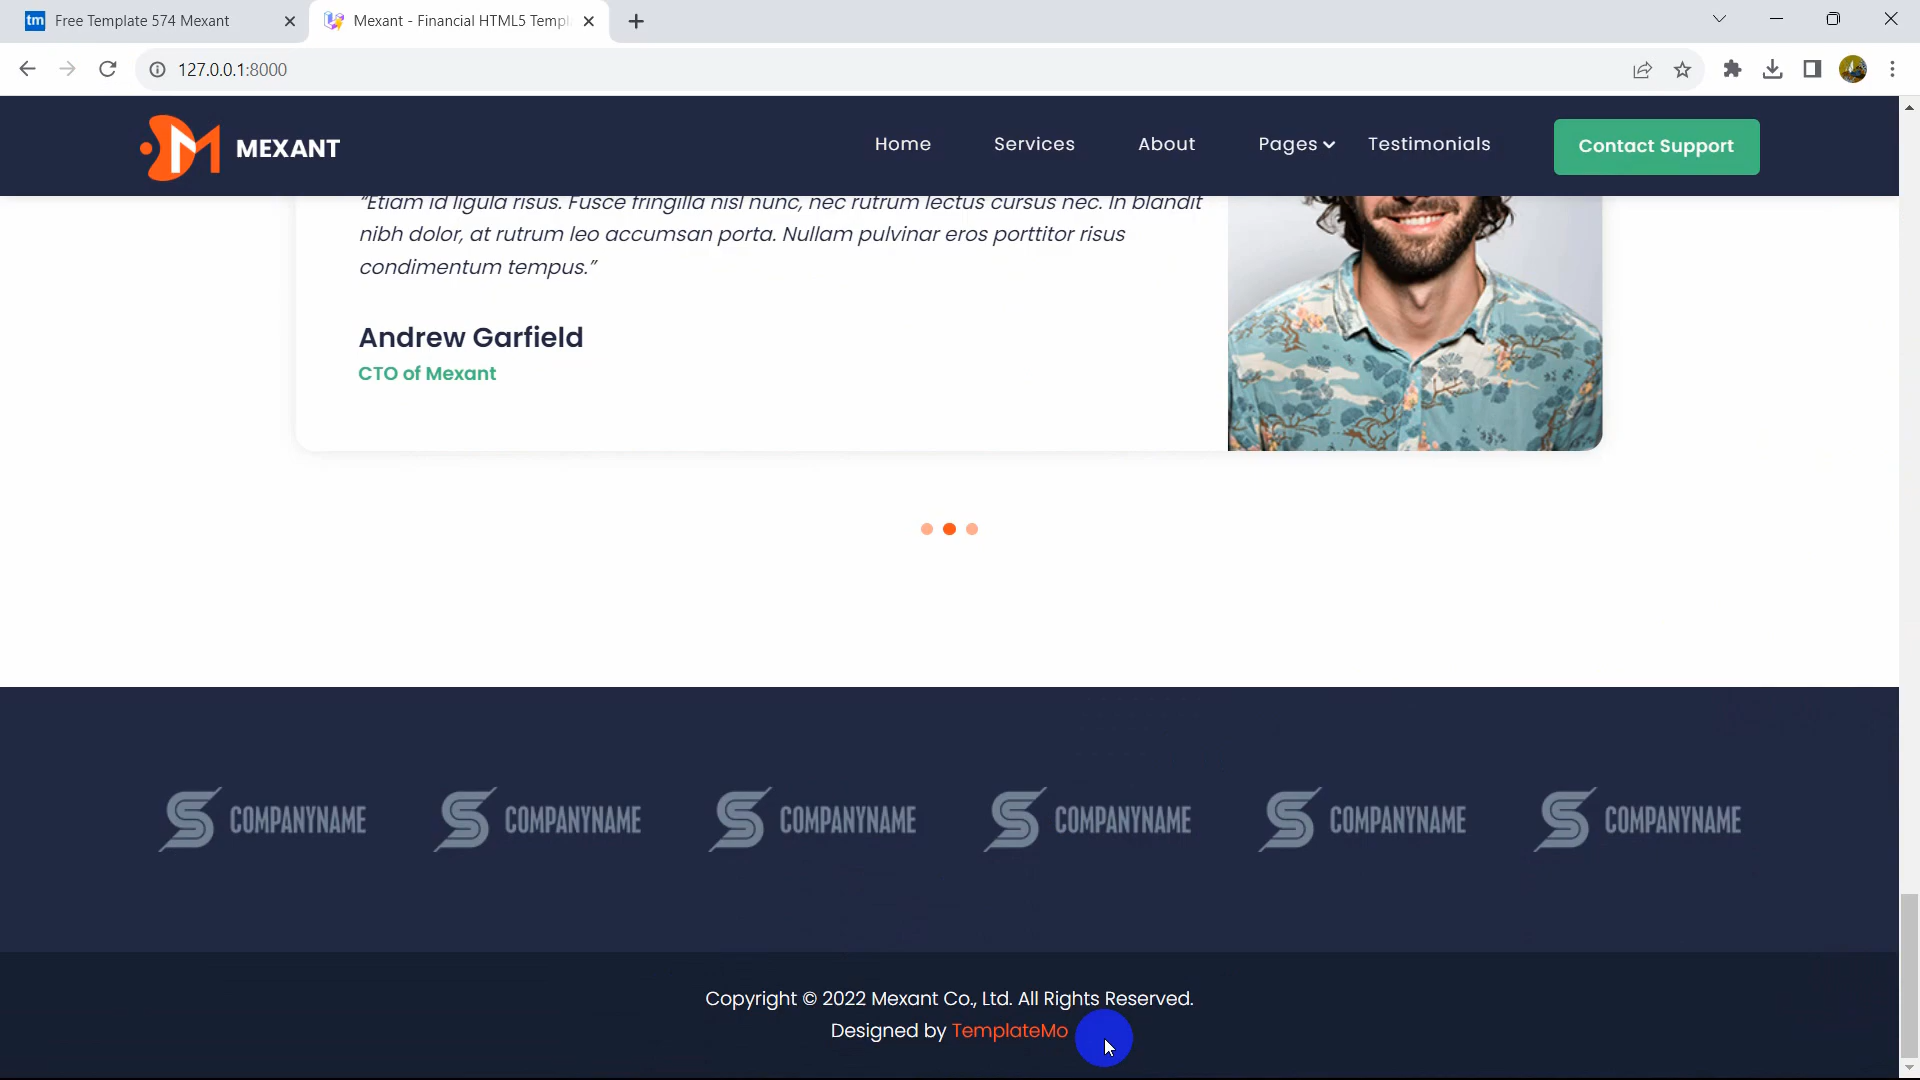 tm Free Template 574 Mexant
Mexant - Financial HTML5 Templ
127.0.0.1:8000
MEXANT
Home
Services
About
Pages
Testimonials
Contact Support
“Etiam id ligula risus. Fusce fringilla nisl nunc, nec rutrum lectus cursus nec. In blandit
nibh dolor, at rutrum leo accumsan porta. Nullam pulvinar eros porttitor risus
condimentum tempus.”
Andrew Garfield
CTO of Mexant
COMPANYNAME
COMPANYNAME
COMPANYNAME
COMPANYNAME
COMPANYNAME
COMPANYNAME
Copyright © 2022 Mexant Co., Ltd. All Rights Reserved.
Designed by TemplateMo